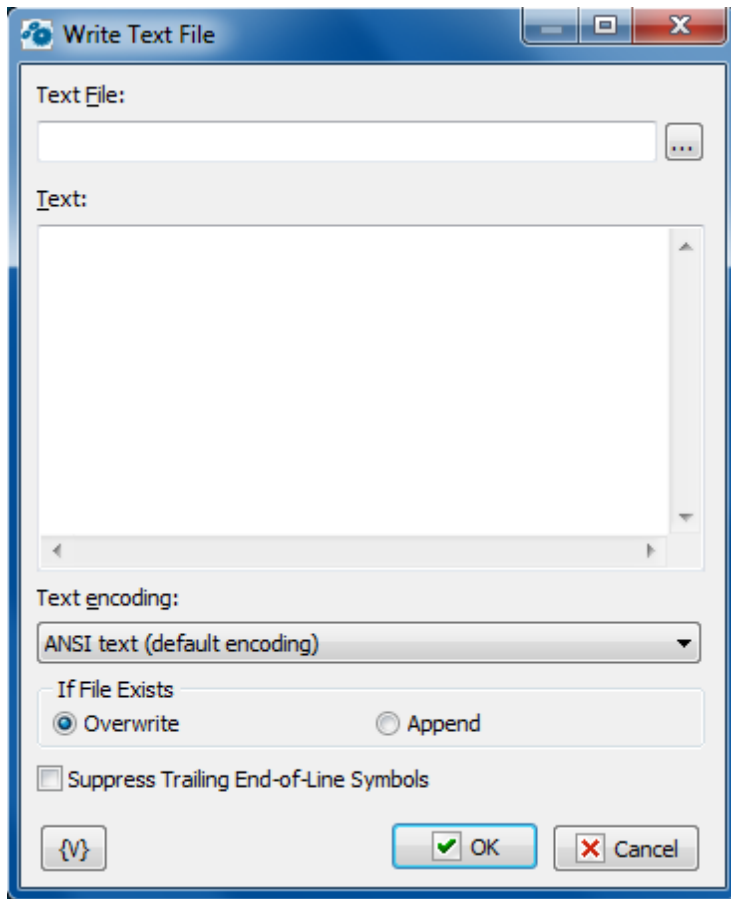 Write Text File
Text File:
...
Text:
Text encoding:
ANSI text (default encoding)
If File Exists
Overwrite Append
Suppress Trailing End-of-Line Symbols
{V} OK Cancel